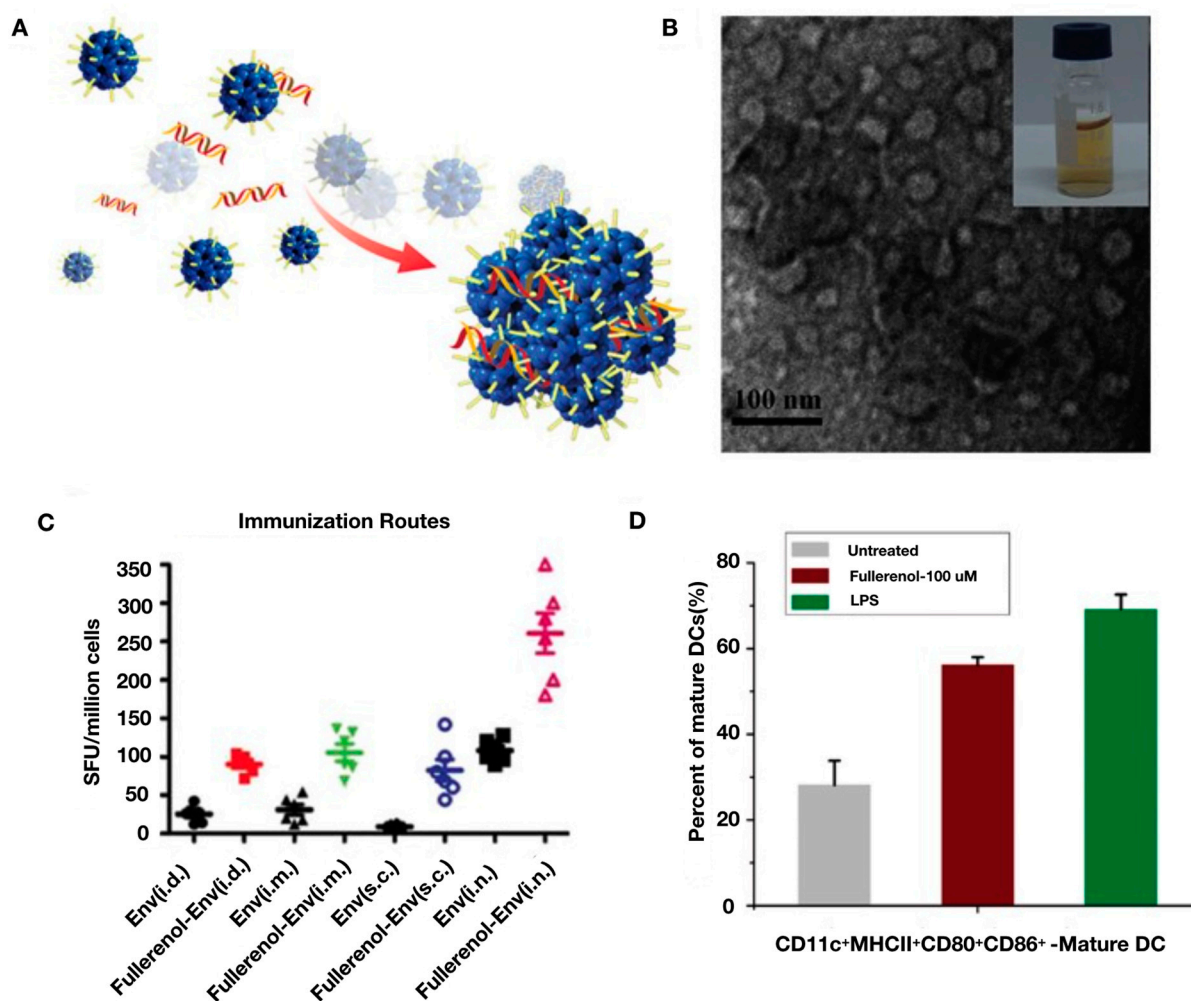 A
B
100 nm
C
Immunization Routes
SFU/million cells
350
300
250
200
150
100
50
0
Env(i.d.)
Fullerenol-Env(i.d.)
Env(i.m.)
Fullerenol-Env(i.m.)
Env(s.c.)
Fullerenol-Env(s.c.)
Env(i.n.)
Fullerenol-Env(i.n.)
D
Untreated
Fullerenol-100 uM
LPS
Percent of mature DCs(%)
80
60
40
20
0
CD11c⁺MHCII⁺CD80⁺CD86⁺ -Mature DC